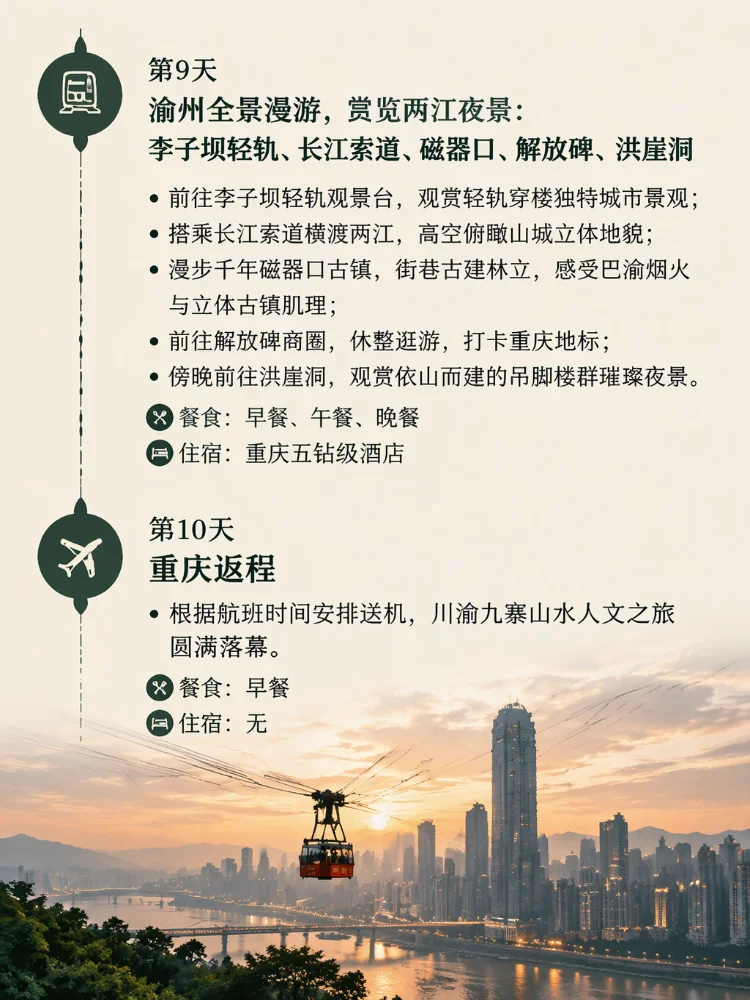 第9天
渝州全景漫游，赏览两江夜景：
李子坝轻轨、长江索道、磁器口、解放碑、洪崖洞
• 前往李子坝轻轨观景台，观赏轻轨穿楼独特城市景观；
• 搭乘长江索道横渡两江，高空俯瞰山城立体地貌；
• 漫步千年磁器口古镇，街巷古建林立，感受巴渝烟火
与立体古镇肌理；
• 前往解放碑商圈，休整逛游，打卡重庆地标；
• 傍晚前往洪崖洞，观赏依山而建的吊脚楼群璀璨夜景。
餐食：早餐、午餐、晚餐
住宿：重庆五钻级酒店
第10天
重庆返程
• 根据航班时间安排送机，川渝九寨山水人文之旅
圆满落幕。
餐食：早餐
住宿：无